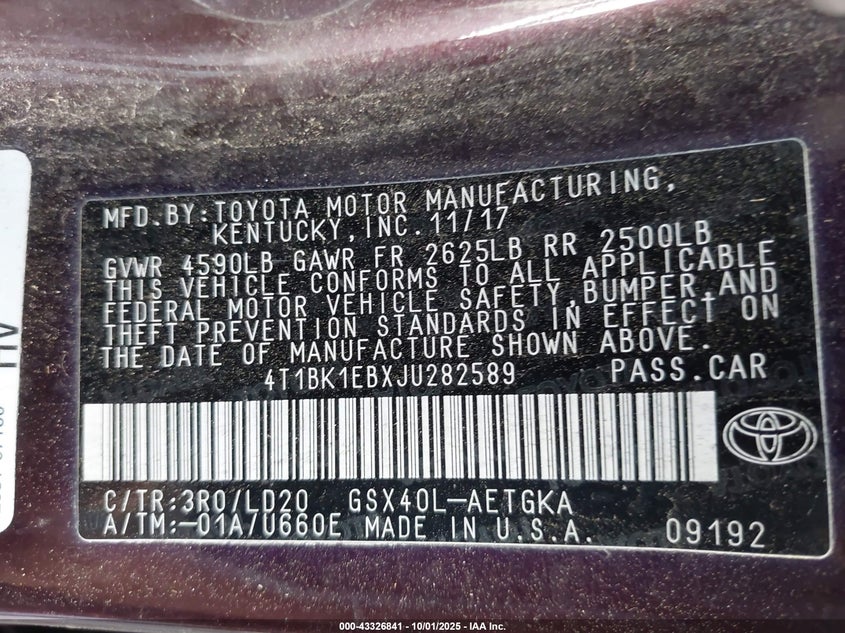 MFD.BY:TOYOTA MOTOR MANUFACTURING,
KENTUCKY,INC.11/17
GVWR 4590LB GAWR FR 2625LB RR 2500LB
THIS VEHICLE CONFORMS TO ALL APPLICABLE
FEDERAL MOTOR VEHICLE SAFETY,BUMPER,AND
THEFT PREVENTION STANDARDS IN EFFECT ON
THE DATE OF MANUFACTURE SHOWN ABOVE.
4T1BK1EBXJU282589 PASS.CAR
C/TR:3R0/LD20 GSX40L-AETGKA
A/TM:-01A/U660E MADE IN U.S.A. 09192
000-43326841 - 10/01/2025 - IAA Inc.